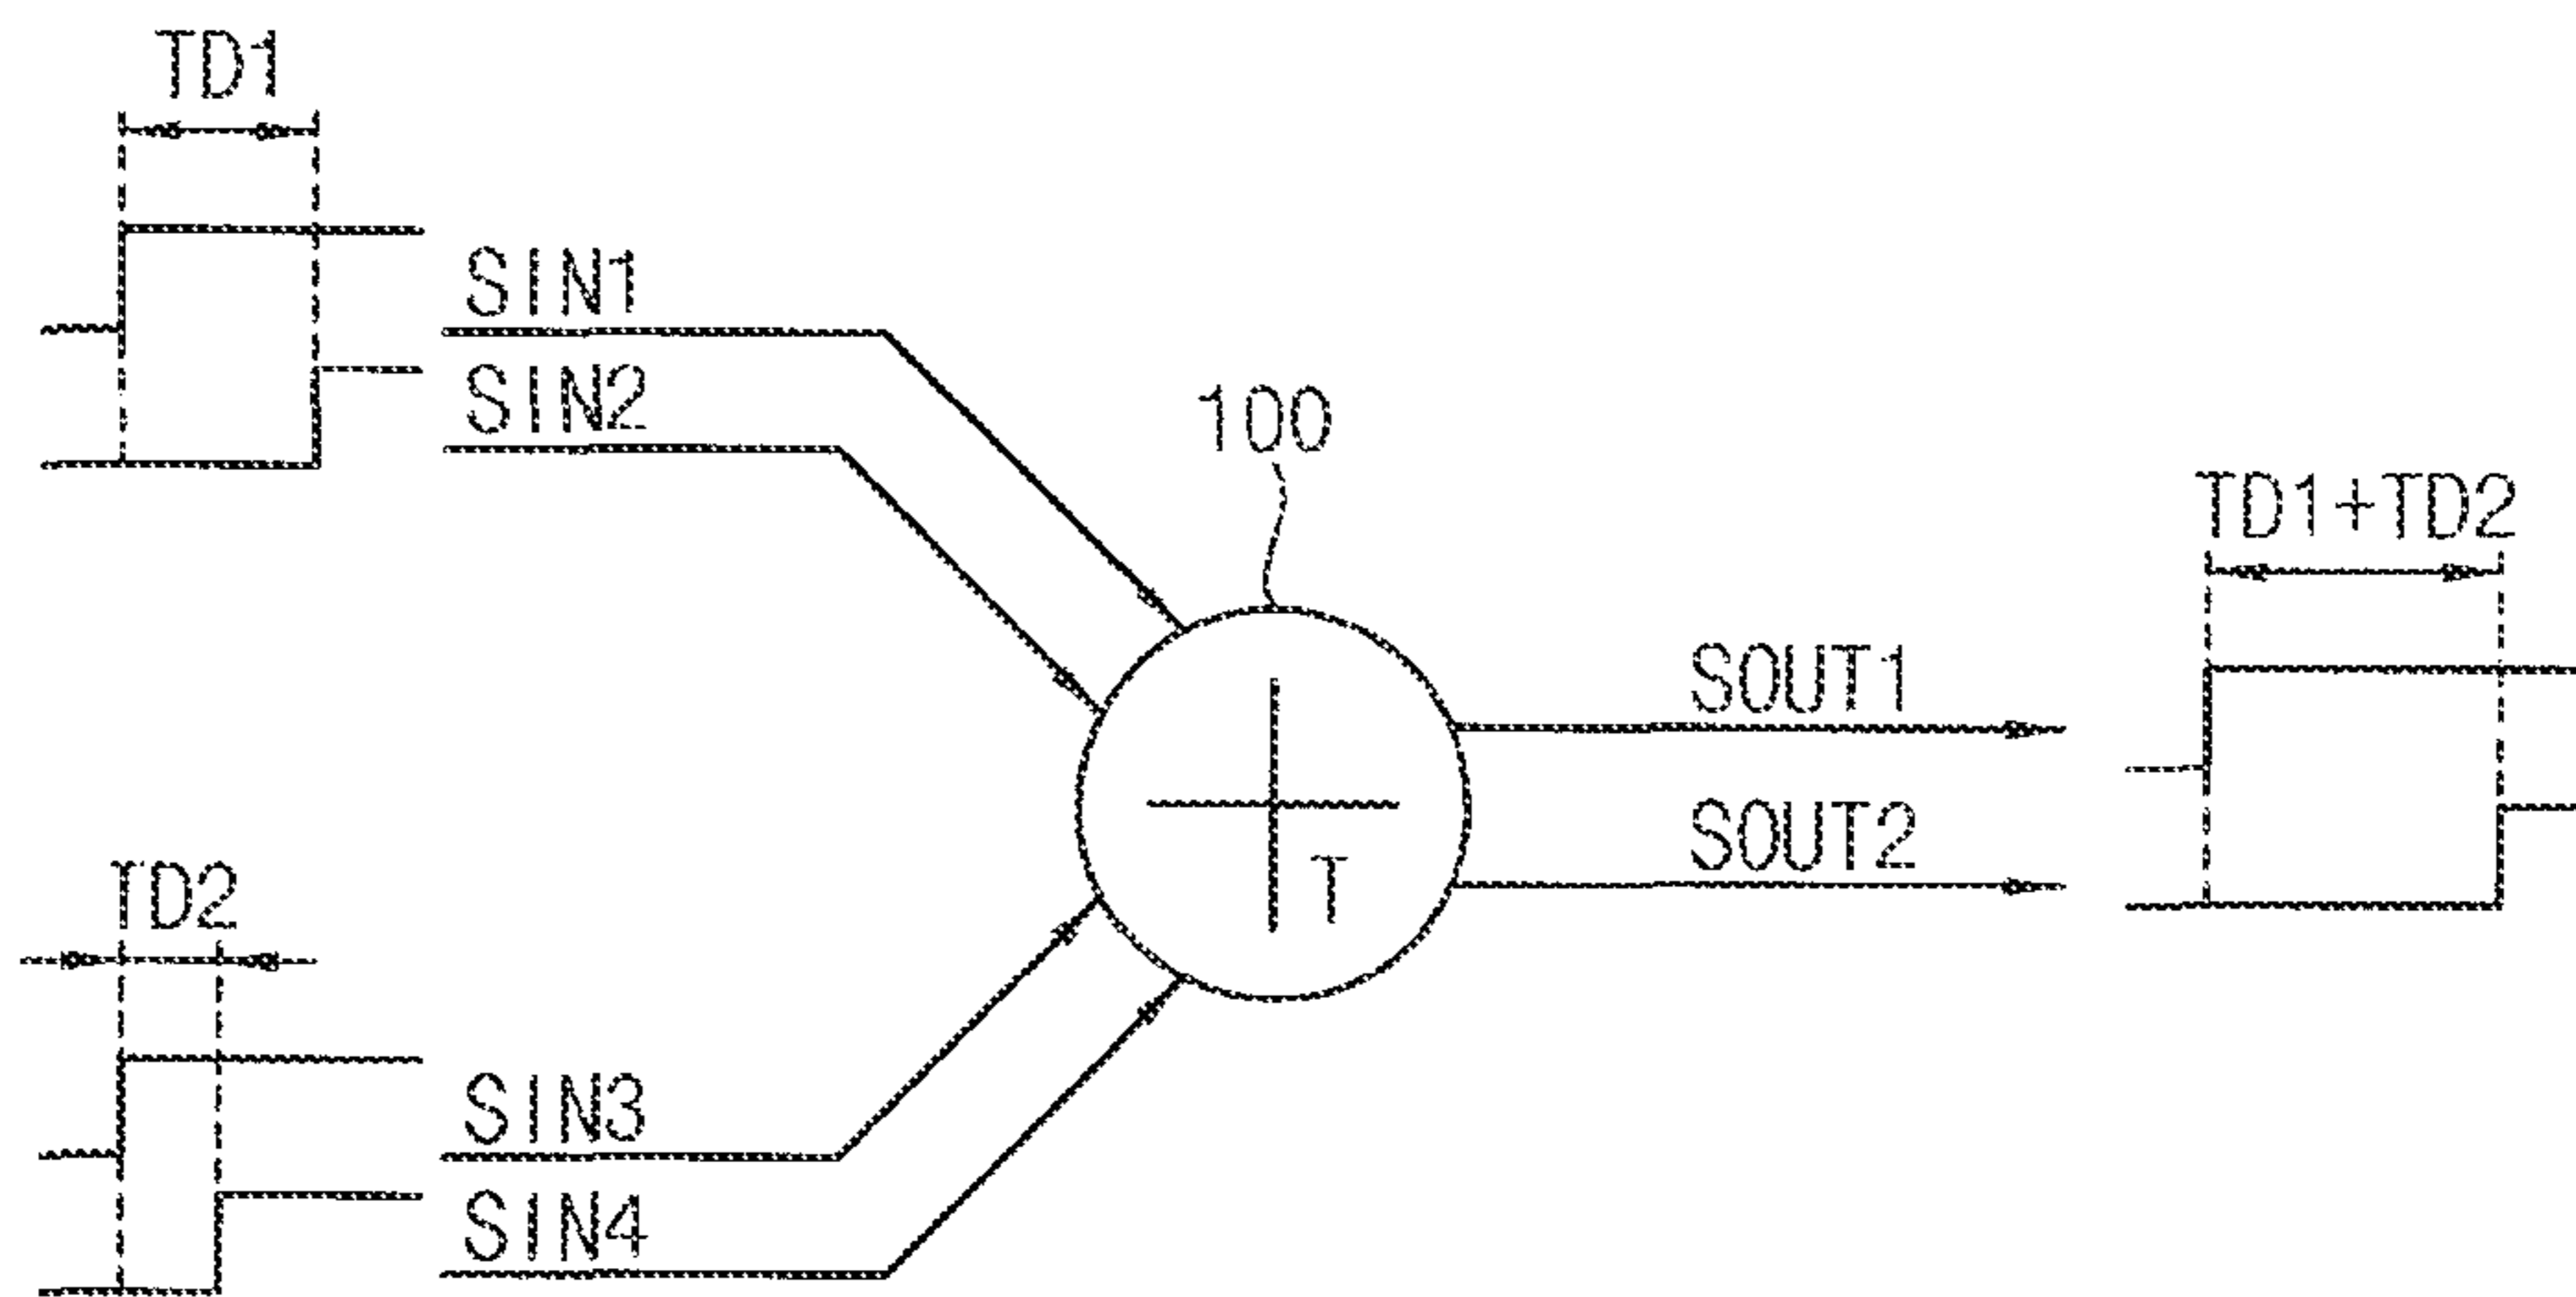 TD1
SIN1
SIN2
100
TD1+TD2
SOUT1
SOUT2
T
TD2
SIN3
SIN4